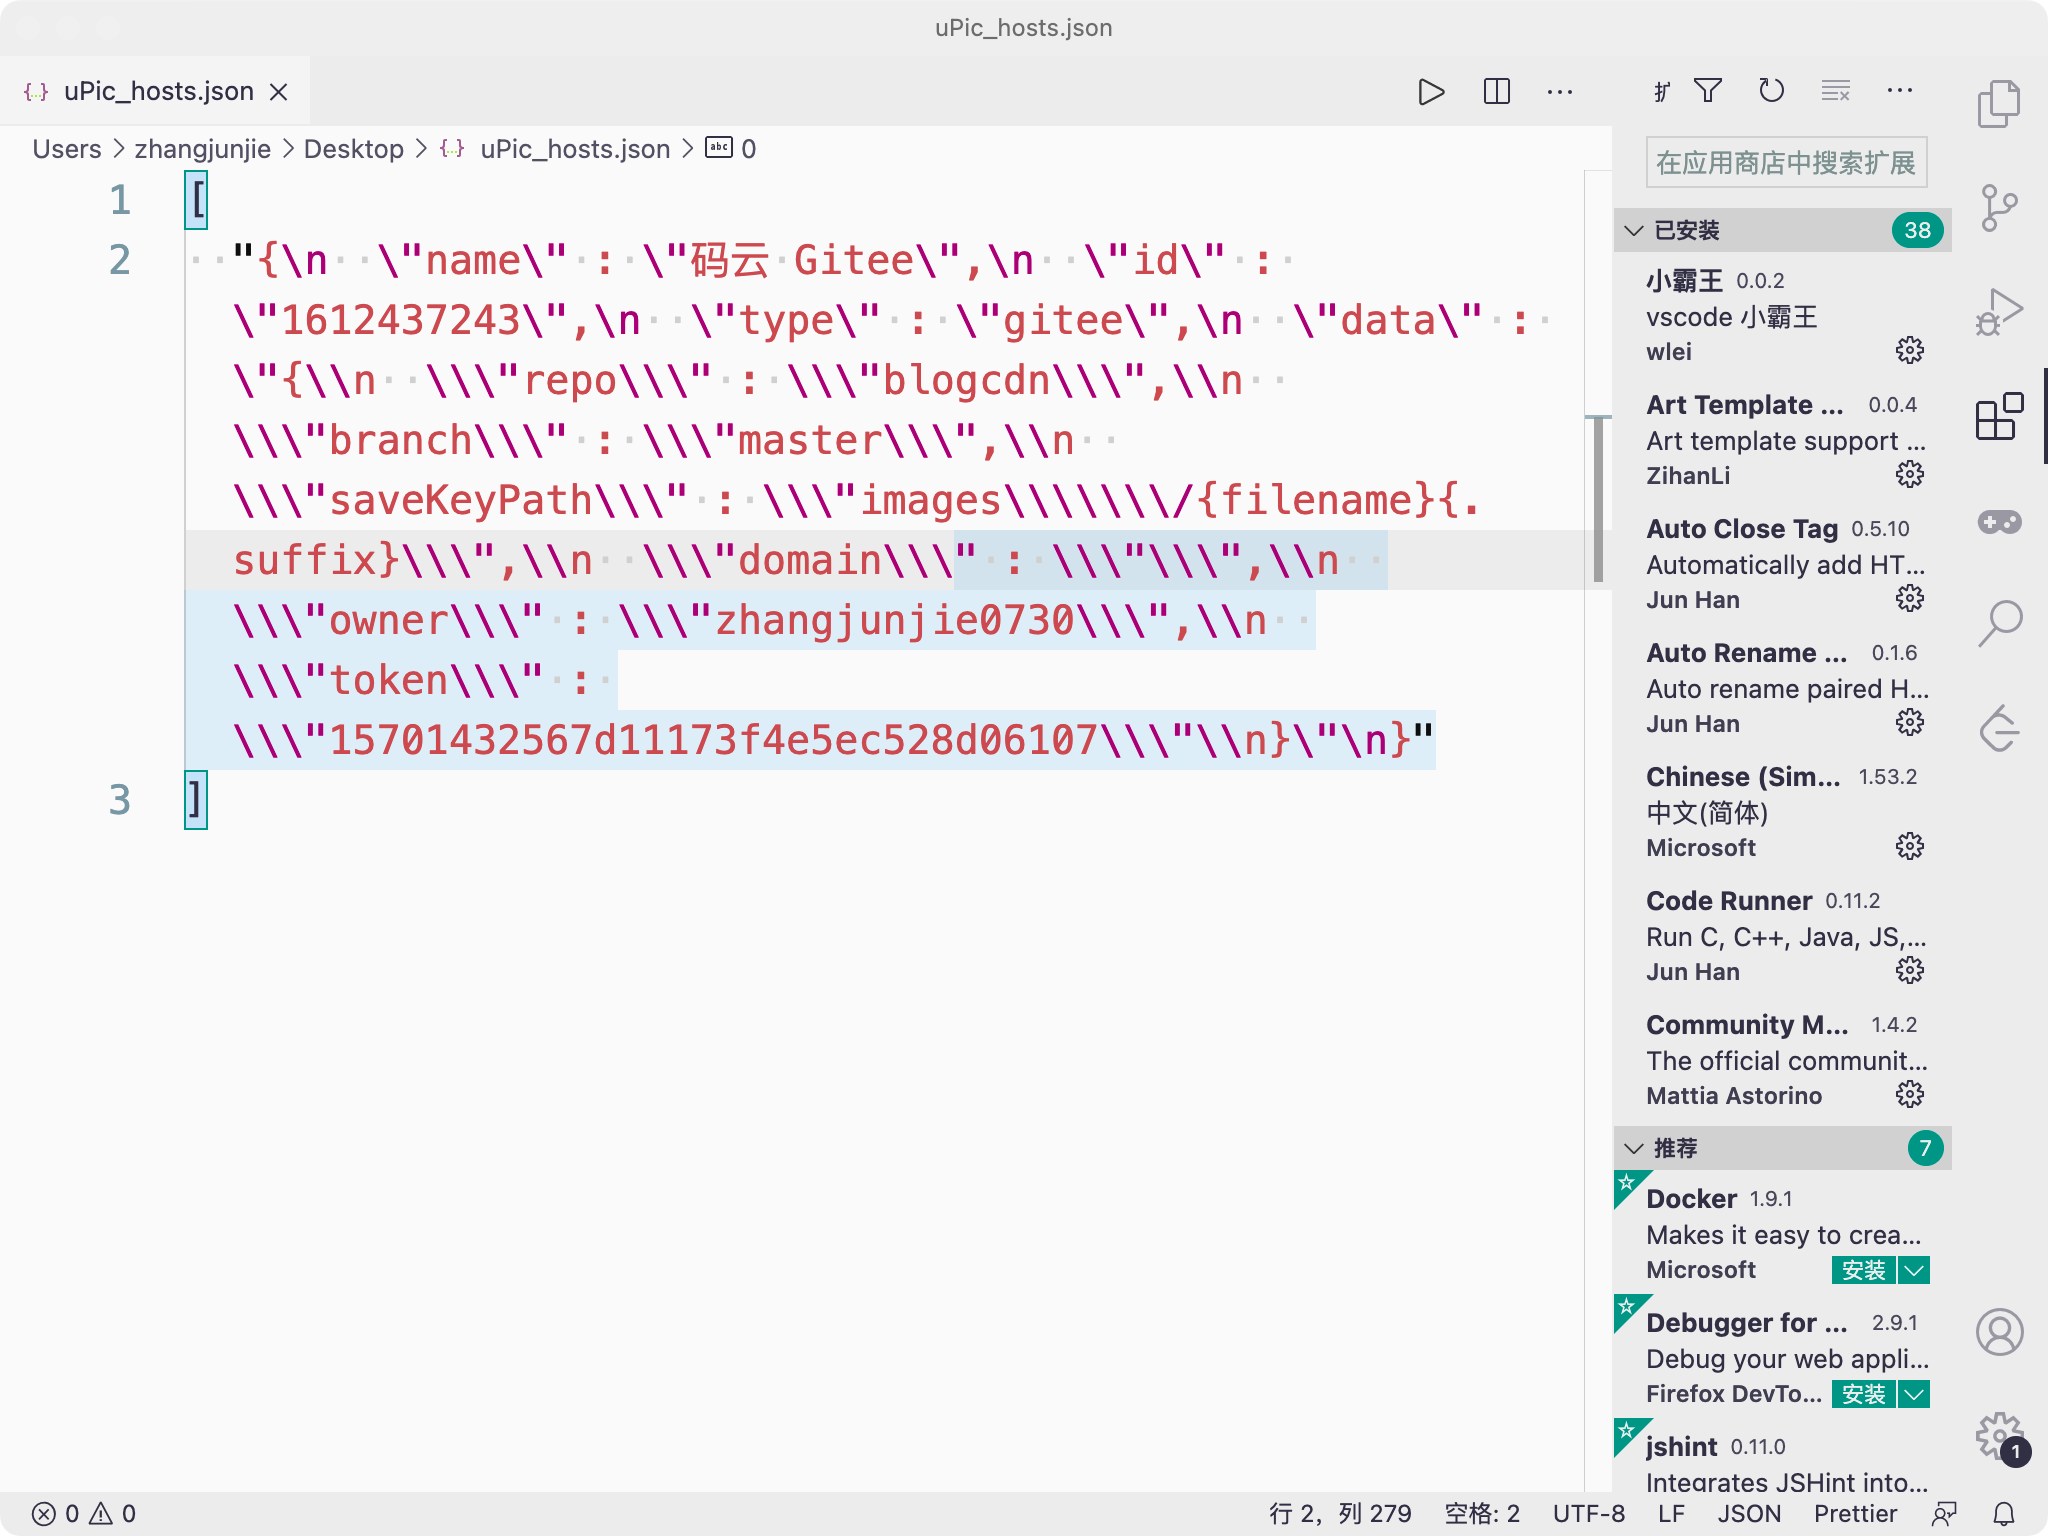 uPic_hosts.json
uPic_hosts.json
Users > zhangjunjie > Desktop > {..} uPic_hosts.json > abc 0
1 [
2 "{\n  \"name\" : \"码云 Gitee\",\n  \"id\" :
\"1612437243\",\n  \"type\" : \"gitee\",\n  \"data\" :
\"{\\n  \\\"repo\\\" : \\\"blogcdn\\\",\\n
\\\"branch\\\" : \\\"master\\\",\\n
\\\"saveKeyPath\\\" : \\\"images\\\\\\\/{filename}{.
suffix}\\\",\\n  \\\"domain\\\" : \\\"\\\",\\n
\\\"owner\\\" : \\\"zhangjunjie0730\\\",\\n
\\\"token\\\" :
\\\"15701432567d11173f4e5ec528d06107\\\"\\n}\"\n}"
3 ]
在应用商店中搜索扩展
已安装 38
小霸王 0.0.2
vscode 小霸王
wlei
Art Template ... 0.0.4
Art template support ...
ZihanLi
Auto Close Tag 0.5.10
Automatically add HT...
Jun Han
Auto Rename ... 0.1.6
Auto rename paired H...
Jun Han
Chinese (Sim... 1.53.2
中文(简体)
Microsoft
Code Runner 0.11.2
Run C, C++, Java, JS,...
Jun Han
Community M... 1.4.2
The official communit...
Mattia Astorino
推荐 7
Docker 1.9.1
Makes it easy to crea...
Microsoft 安装
Debugger for ... 2.9.1
Debug your web appli...
Firefox DevTo... 安装
jshint 0.11.0
Integrates JSHint into...
1
0 0 行 2，列 279 空格: 2 UTF-8 LF JSON Prettier